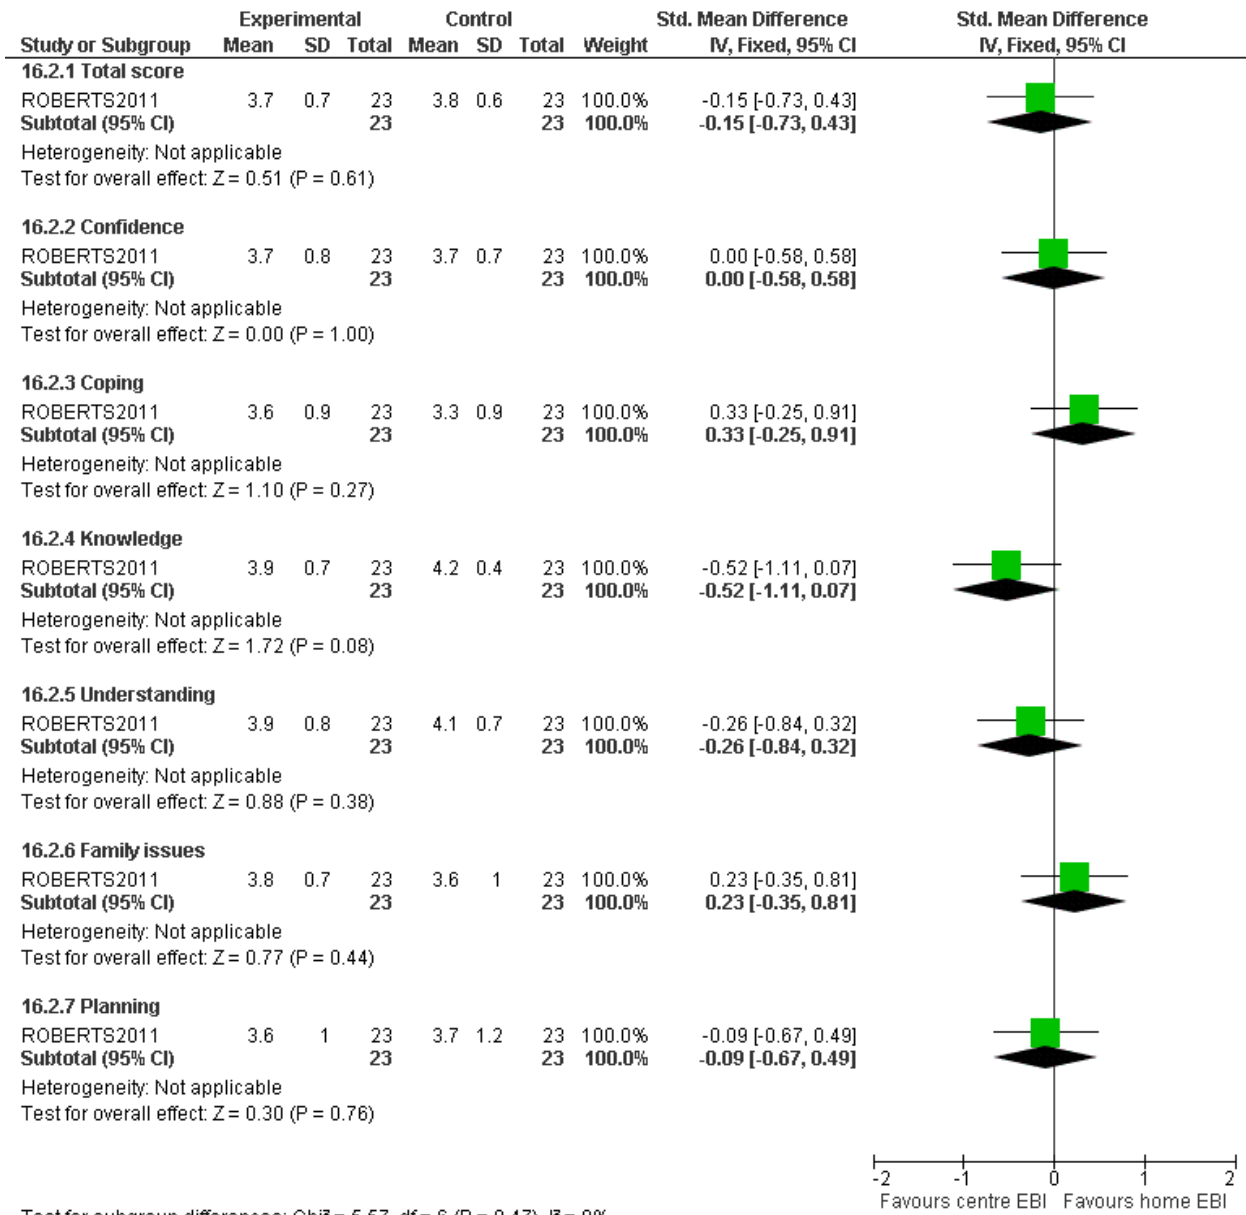 Experimental Control Std. Mean Difference Std. Mean Difference
Study or Subgroup Mean SD Total Mean SD Total Weight IV, Fixed, 95% CI IV, Fixed, 95% CI
16.2.1 Total score
ROBERTS2011 3.7 0.7 23 3.8 0.6 23 100.0% -0.15 [-0.73, 0.43]
Subtotal (95% CI) 23 23 100.0% -0.15 [-0.73, 0.43]
Heterogeneity: Not applicable
Test for overall effect: Z = 0.51 (P = 0.61)
16.2.2 Confidence
ROBERTS2011 3.7 0.8 23 3.7 0.7 23 100.0% 0.00 [-0.58, 0.58]
Subtotal (95% CI) 23 23 100.0% 0.00 [-0.58, 0.58]
Heterogeneity: Not applicable
Test for overall effect: Z = 0.00 (P = 1.00)
16.2.3 Coping
ROBERTS2011 3.6 0.9 23 3.3 0.9 23 100.0% 0.33 [-0.25, 0.91]
Subtotal (95% CI) 23 23 100.0% 0.33 [-0.25, 0.91]
Heterogeneity: Not applicable
Test for overall effect: Z = 1.10 (P = 0.27)
16.2.4 Knowledge
ROBERTS2011 3.9 0.7 23 4.2 0.4 23 100.0% -0.52 [-1.11, 0.07]
Subtotal (95% CI) 23 23 100.0% -0.52 [-1.11, 0.07]
Heterogeneity: Not applicable
Test for overall effect: Z = 1.72 (P = 0.08)
16.2.5 Understanding
ROBERTS2011 3.9 0.8 23 4.1 0.7 23 100.0% -0.26 [-0.84, 0.32]
Subtotal (95% CI) 23 23 100.0% -0.26 [-0.84, 0.32]
Heterogeneity: Not applicable
Test for overall effect: Z = 0.88 (P = 0.38)
16.2.6 Family issues
ROBERTS2011 3.8 0.7 23 3.6 1 23 100.0% 0.23 [-0.35, 0.81]
Subtotal (95% CI) 23 23 100.0% 0.23 [-0.35, 0.81]
Heterogeneity: Not applicable
Test for overall effect: Z = 0.77 (P = 0.44)
16.2.7 Planning
ROBERTS2011 3.6 1 23 3.7 1.2 23 100.0% -0.09 [-0.67, 0.49]
Subtotal (95% CI) 23 23 100.0% -0.09 [-0.67, 0.49]
Heterogeneity: Not applicable
Test for overall effect: Z = 0.30 (P = 0.76)
-2 -1 0 1 2
Favours centre EBI Favours home EBI
Test for subgroup differences: Chi² = 5.57, df = 6 (P = 0.47), I² = 0%